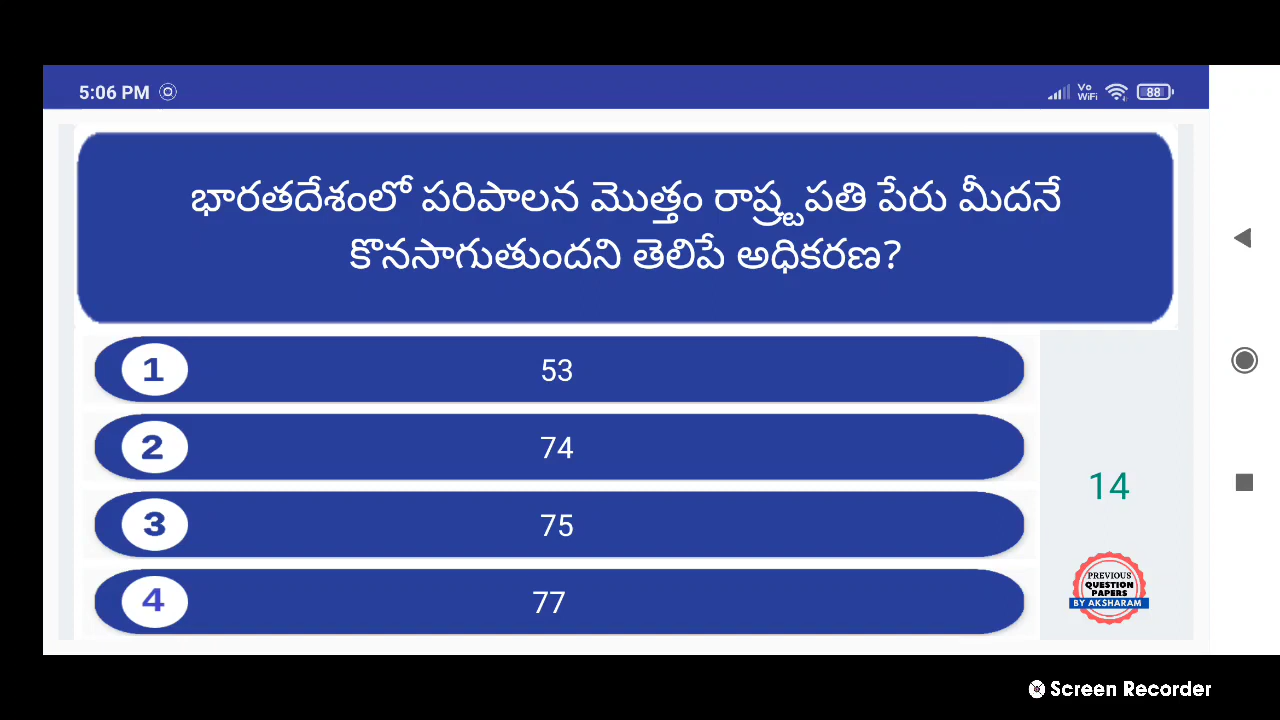 5:06 PM
Vo
WiFi
88
భారతదేశంలో పరిపాలన మొత్తం రాష్ర్టపతి పేరు మీదనే
కొనసాగుతుందని తెలిపే అధికరణ?
1 53
2 74
3 75
4 77
14
PREVIOUS
QUESTION
PAPERS
BY AKSHARAM
Screen Recorder